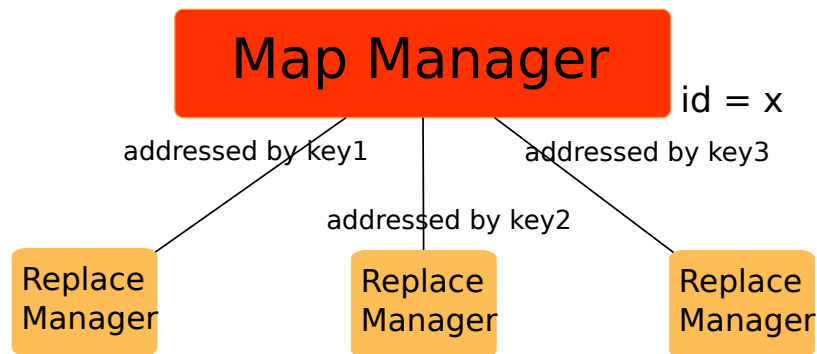 Map Manager
id = x
addressed by key1
addressed by key3
addressed by key2
Replace
Manager
Replace
Manager
Replace
Manager